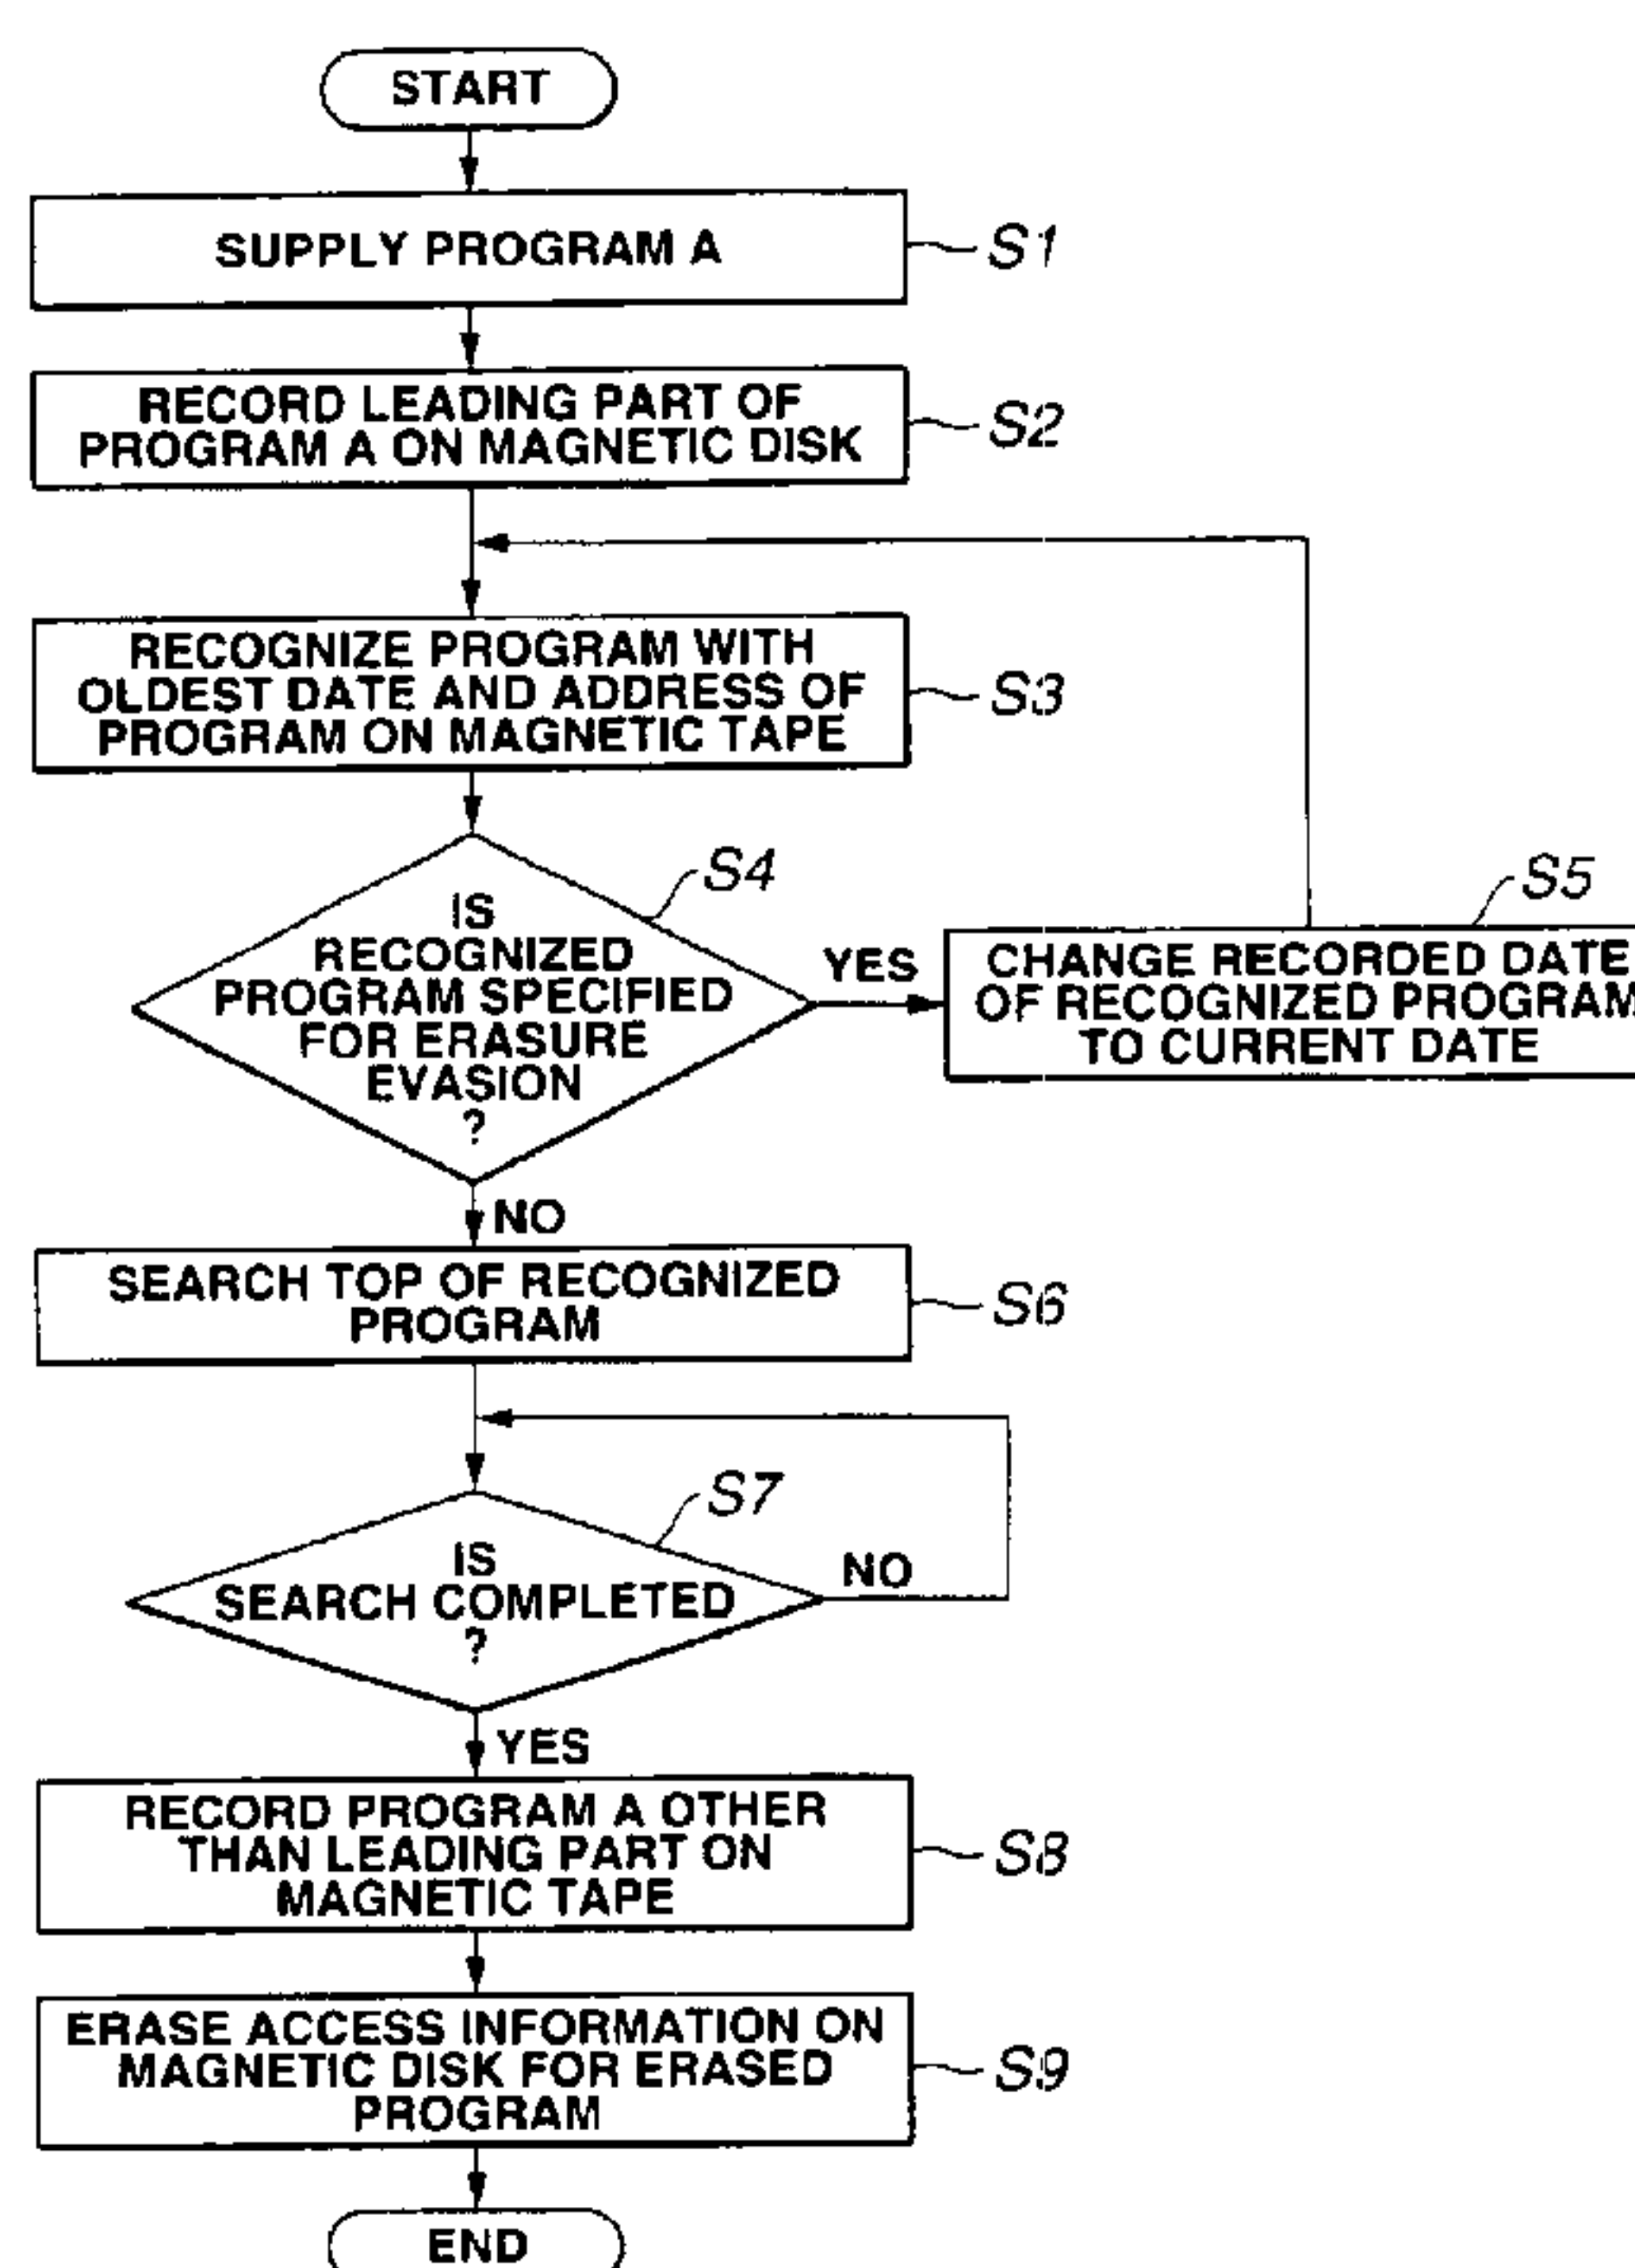 START
SUPPLY PROGRAM A
S1
RECORD LEADING PART OF
PROGRAM A ON MAGNETIC DISK
S2
RECOGNIZE PROGRAM WITH
OLDEST DATE AND ADDRESS OF
PROGRAM ON MAGNETIC TAPE
S3
S4
IS
RECOGNIZED
PROGRAM SPECIFIED
FOR ERASURE
EVASION
?
YES
S5
CHANGE RECORDED DATE
OF RECOGNIZED PROGRAM
TO CURRENT DATE
NO
SEARCH TOP OF RECOGNIZED
PROGRAM
S6
S7
IS
SEARCH COMPLETED
?
NO
YES
RECORD PROGRAM A OTHER
THAN LEADING PART ON
MAGNETIC TAPE
S8
ERASE ACCESS INFORMATION ON
MAGNETIC DISK FOR ERASED
PROGRAM
S9
END